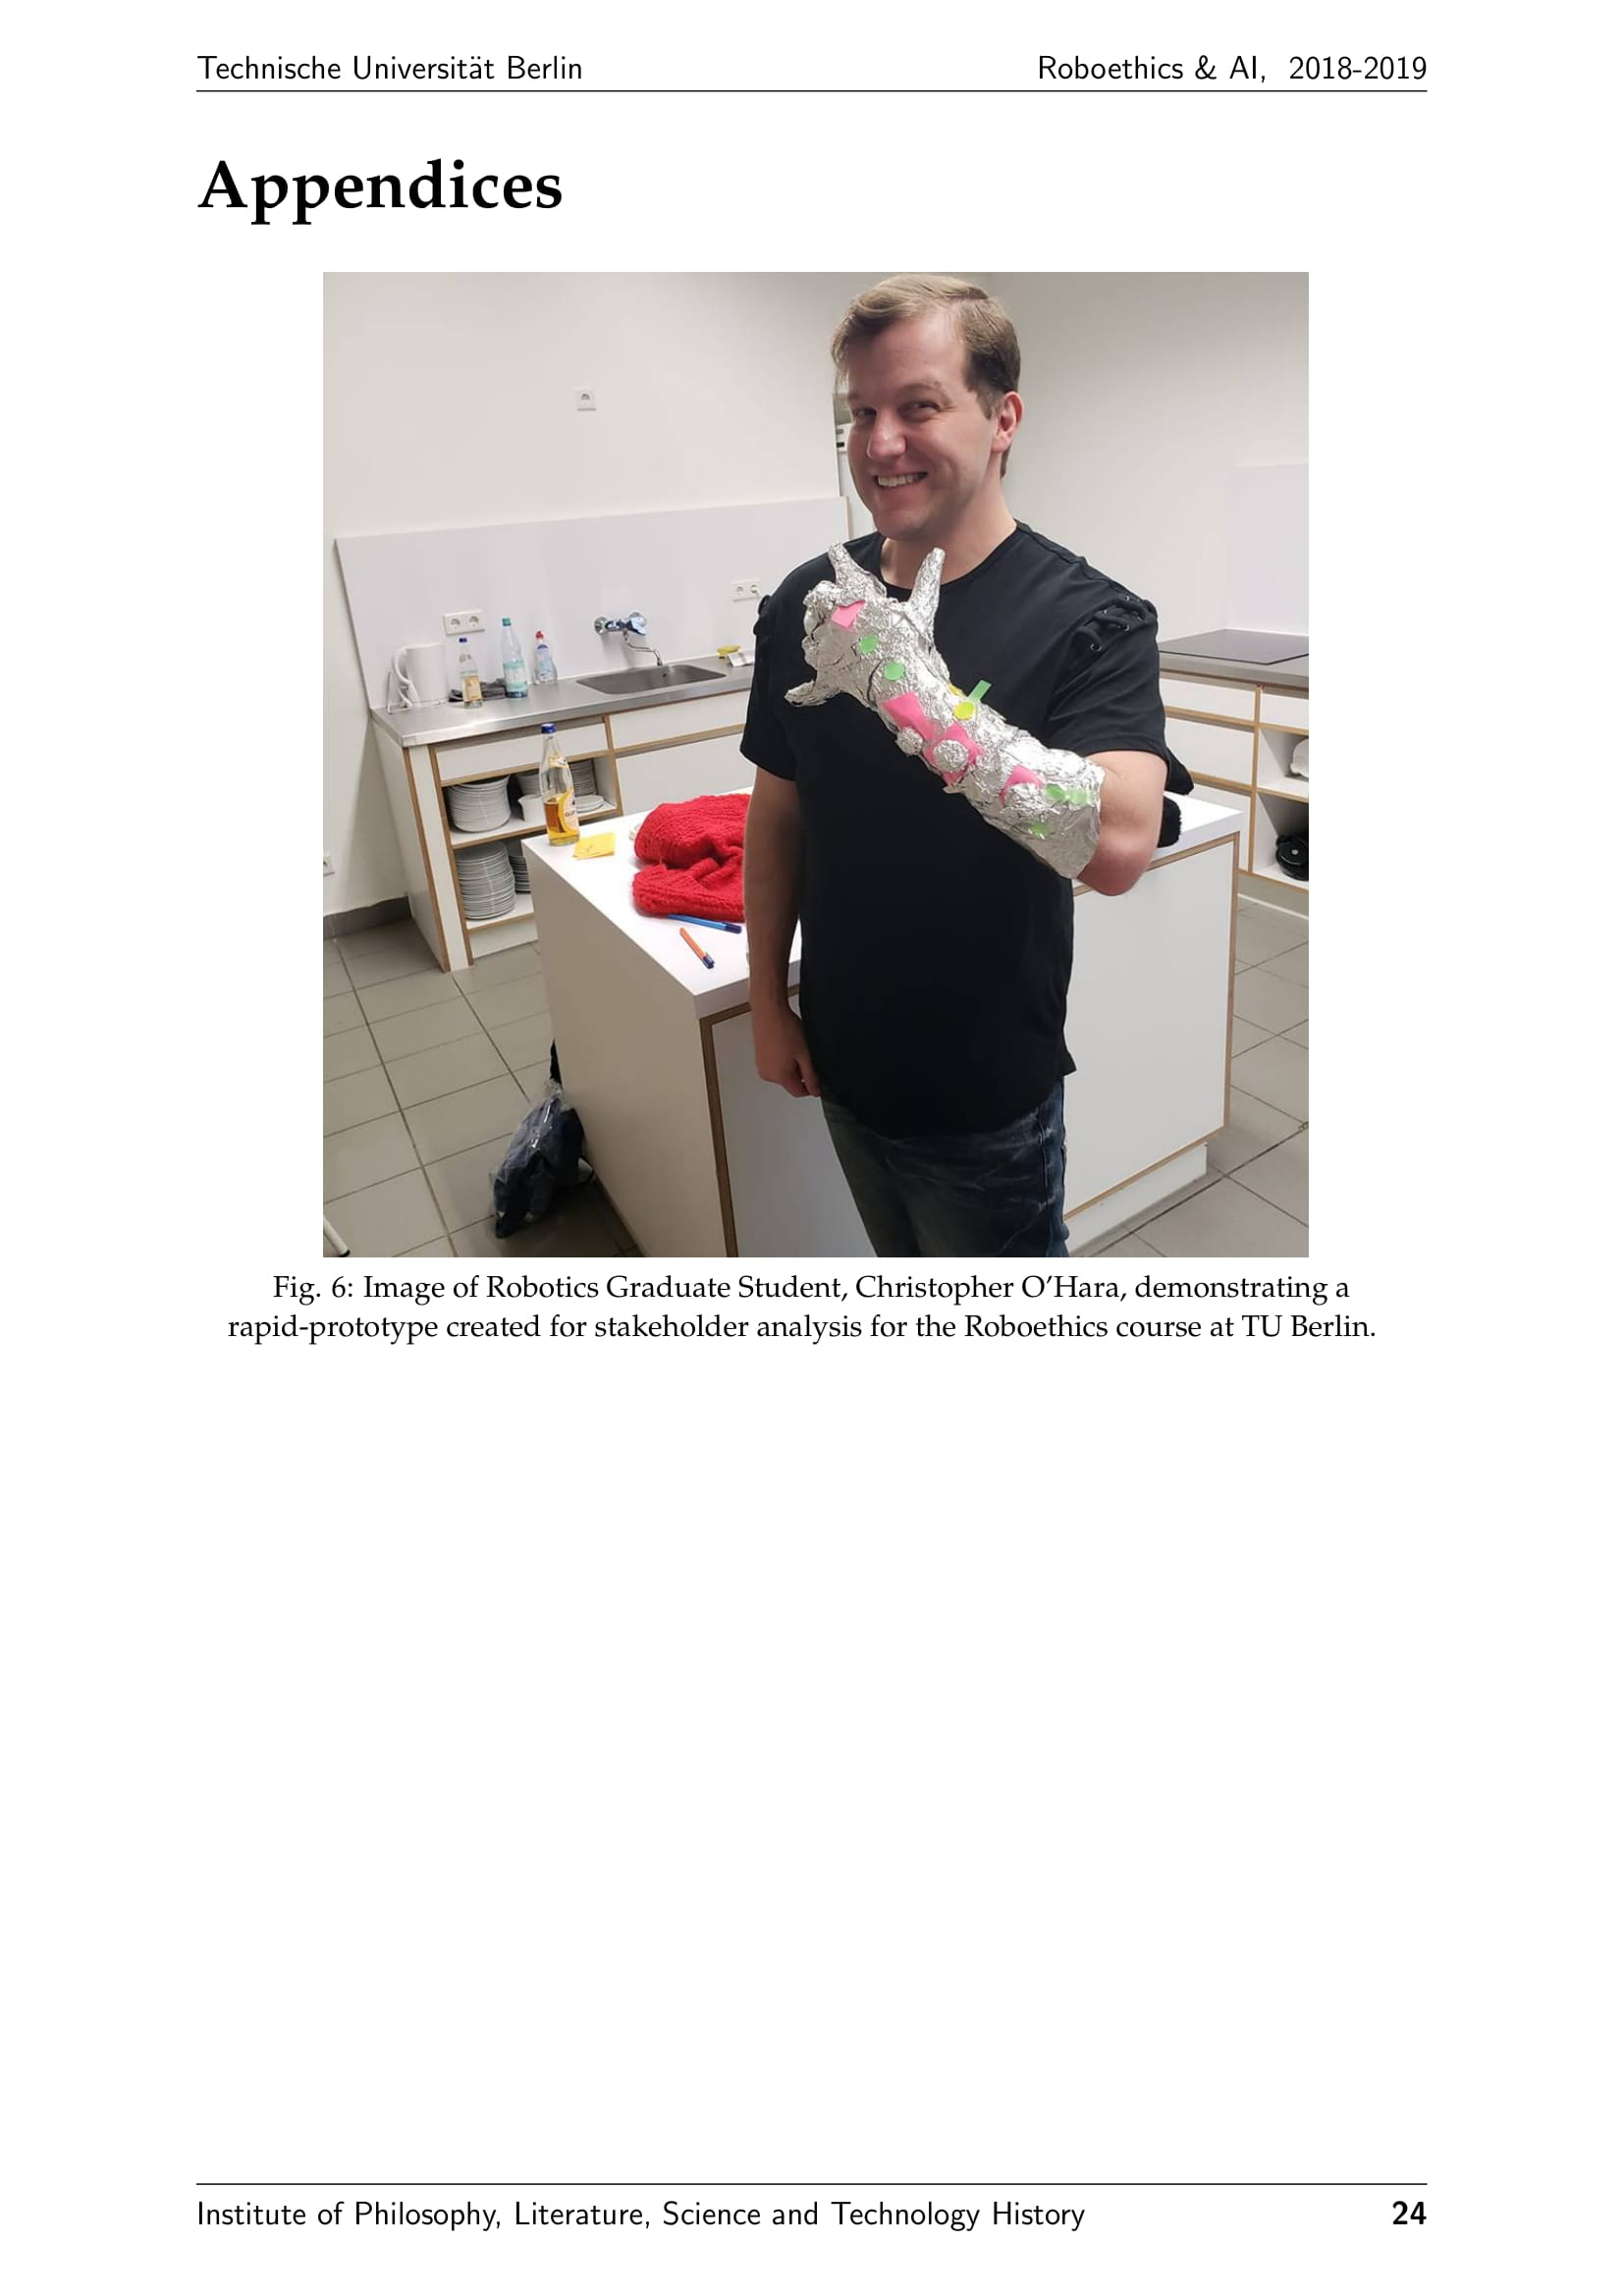 Technische Universität Berlin Roboethics & AI, 2018-2019
Appendices
Fig. 6: Image of Robotics Graduate Student, Christopher O'Hara, demonstrating a
rapid-prototype created for stakeholder analysis for the Roboethics course at TU Berlin.
Institute of Philosophy, Literature, Science and Technology History 24